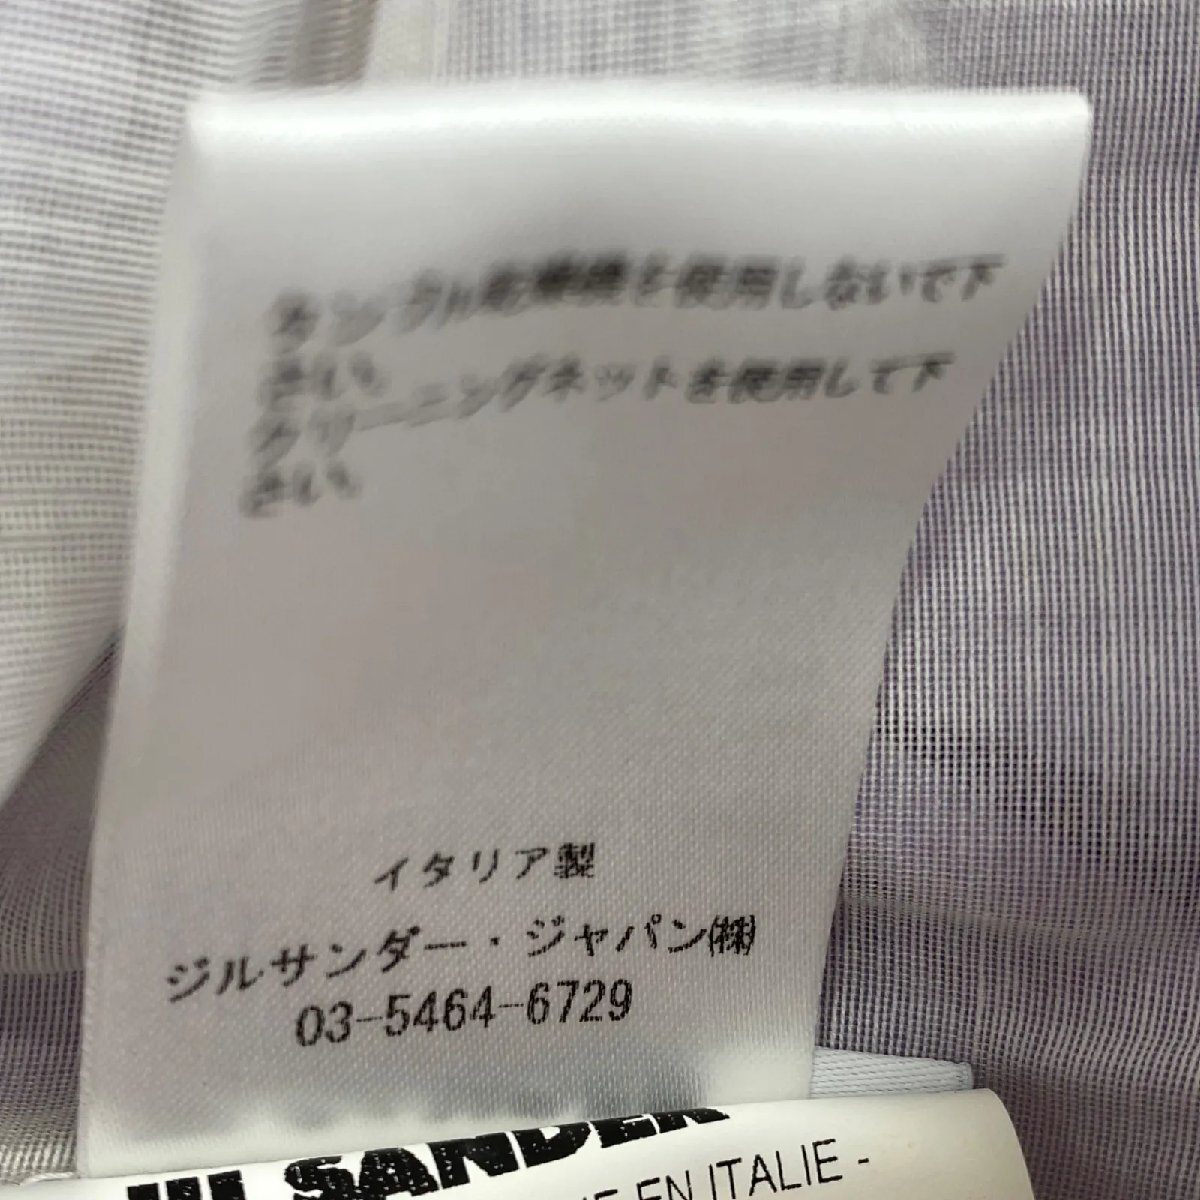 タンブル乾燥機を使用しないで下
さい。
クリーニングネットを使用して下
さい。
イタリア製
ジルサンダー・ジャパン㈱
03-5464-6729
JIL SANDER
EN ITALIE -